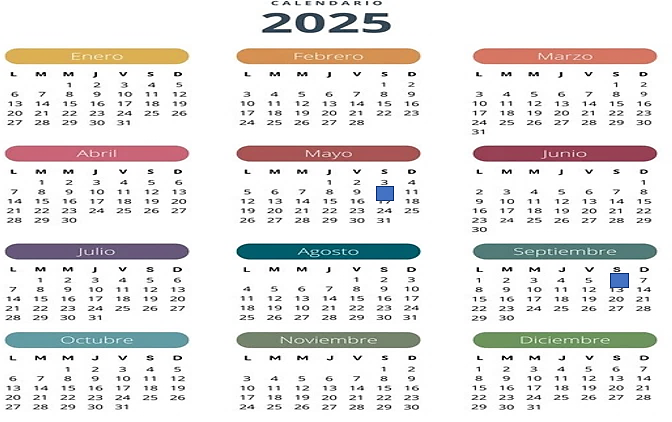 CALENDARIO
2025
Enero
L M M J V S D
1 2 3 4 5
6 7 8 9 10 11 12
13 14 15 16 17 18 19
20 21 22 23 24 25 26
27 28 29 30 31
Febrero
L M M J V S D
1 2
3 4 5 6 7 8 9
10 11 12 13 14 15 16
17 18 19 20 21 22 23
24 25 26 27 28
Marzo
L M M J V S D
1 2
3 4 5 6 7 8 9
10 11 12 13 14 15 16
17 18 19 20 21 22 23
24 25 26 27 28 29 30
31
Abril
L M M J V S D
1 2 3 4 5 6
7 8 9 10 11 12 13
14 15 16 17 18 19 20
21 22 23 24 25 26 27
28 29 30
Mayo
L M M J V S D
1 2 3 4
5 6 7 8 9 11
12 13 14 15 16 17 18
19 20 21 22 23 24 25
26 27 28 29 30 31
Junio
L M M J V S D
1
2 3 4 5 6 7 8
9 10 11 12 13 14 15
16 17 18 19 20 21 22
23 24 25 26 27 28 29
30
Julio
L M M J V S D
1 2 3 4 5 6
7 8 9 10 11 12 13
14 15 16 17 18 19 20
21 22 23 24 25 26 27
28 29 30 31
Agosto
L M M J V S D
1 2 3
4 5 6 7 8 9 10
11 12 13 14 15 16 17
18 19 20 21 22 23 24
25 26 27 28 29 30 31
Septiembre
L M M J V S D
1 2 3 4 5 7
8 9 10 11 12 13 14
15 16 17 18 19 20 21
22 23 24 25 26 27 28
29 30
Octubre
L M M J V S D
1 2 3 4 5
6 7 8 9 10 11 12
13 14 15 16 17 18 19
20 21 22 23 24 25 26
27 28 29 30 31
Noviembre
L M M J V S D
1 2
3 4 5 6 7 8 9
10 11 12 13 14 15 16
17 18 19 20 21 22 23
24 25 26 27 28 29 30
Diciembre
L M M J V S D
1 2 3 4 5 6 7
8 9 10 11 12 13 14
15 16 17 18 19 20 21
22 23 24 25 26 27 28
29 30 31